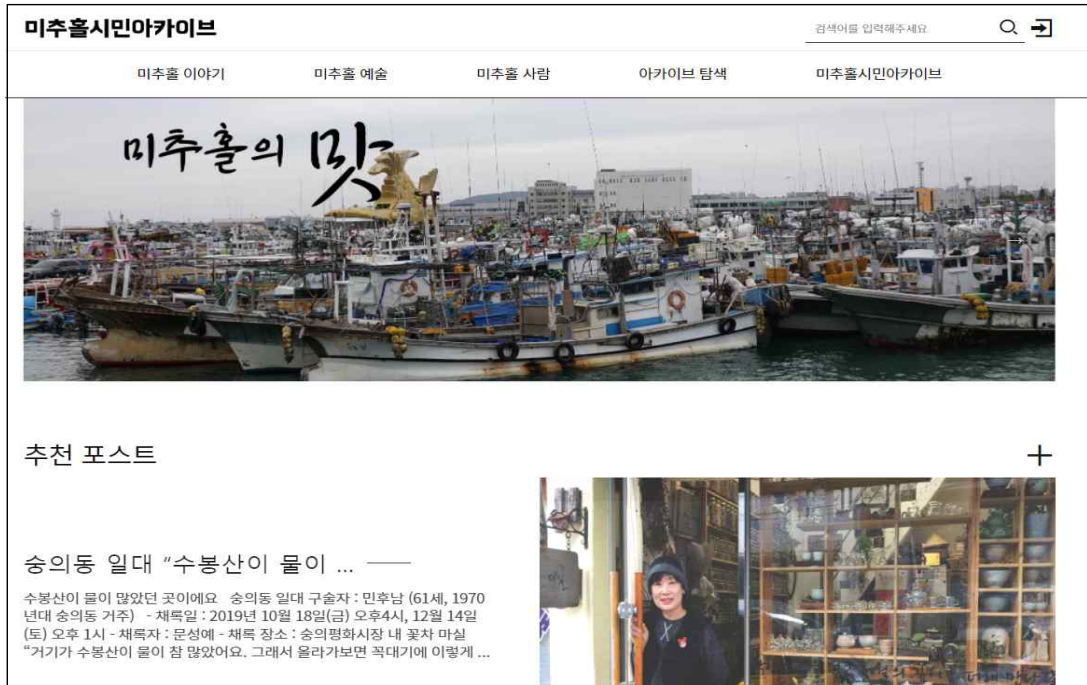 미추홀시민아카이브
검색어를 입력해주세요
미추홀 이야기 미추홀 예술 미추홀 사람 아카이브 탐색 미추홀시민아카이브
미추홀의 맛
추천 포스트
숭의동 일대 “수봉산이 물이 ...
수봉산이 물이 많았던 곳이에요 숭의동 일대 구술자 : 민후남 (61세, 1970
년대 숭의동 거주) - 채록일 : 2019년 10월 18일(금) 오후4시, 12월 14일
(토) 오후 1시 - 채록자 : 문성예 - 채록 장소 : 숭의평화시장 내 꽃차 마실
“거기가 수봉산이 물이 참 많았어요. 그래서 올라가보면 꼭대기에 이렇게 ...